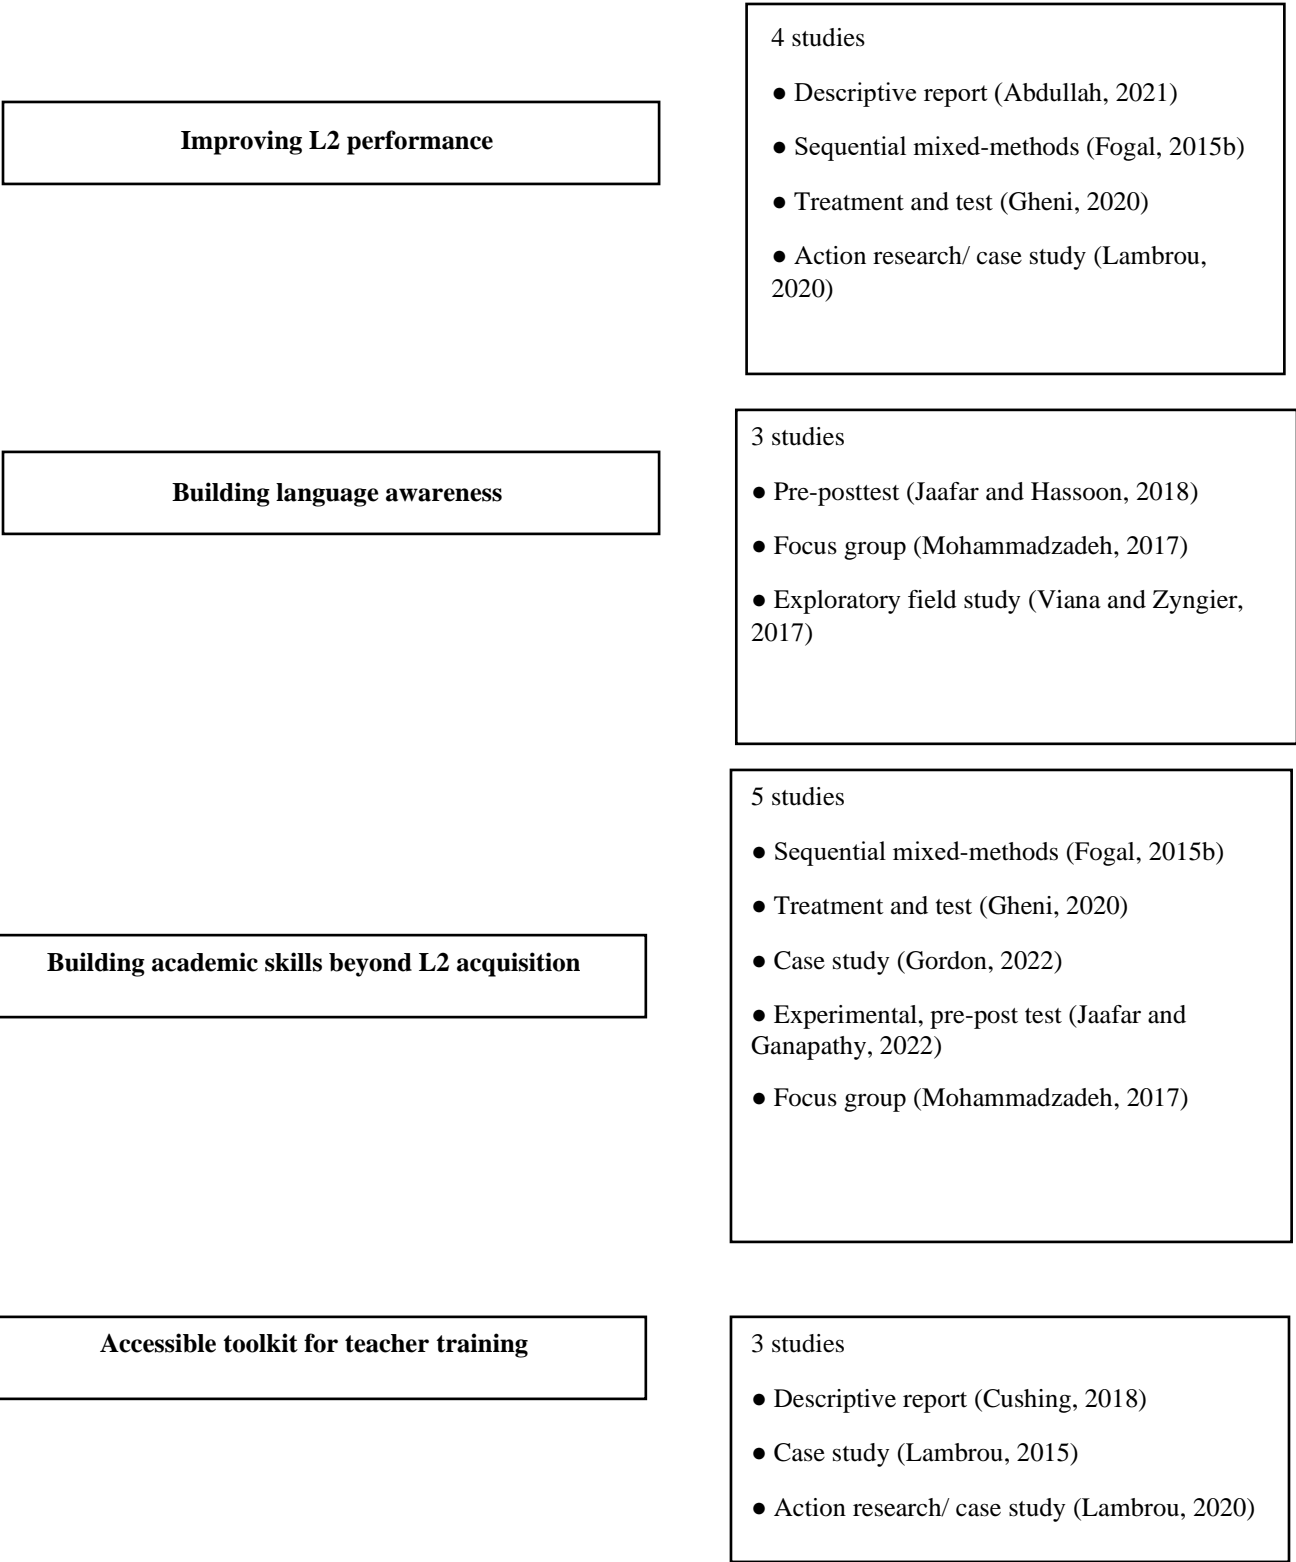 Improving L2 performance
4 studies
● Descriptive report (Abdullah, 2021)
● Sequential mixed-methods (Fogal, 2015b)
● Treatment and test (Gheni, 2020)
● Action research/ case study (Lambrou,
2020)
Building language awareness
3 studies
● Pre-posttest (Jaafar and Hassoon, 2018)
● Focus group (Mohammadzadeh, 2017)
● Exploratory field study (Viana and Zyngier,
2017)
Building academic skills beyond L2 acquisition
5 studies
● Sequential mixed-methods (Fogal, 2015b)
● Treatment and test (Gheni, 2020)
● Case study (Gordon, 2022)
● Experimental, pre-post test (Jaafar and
Ganapathy, 2022)
● Focus group (Mohammadzadeh, 2017)
Accessible toolkit for teacher training
3 studies
● Descriptive report (Cushing, 2018)
● Case study (Lambrou, 2015)
● Action research/ case study (Lambrou, 2020)